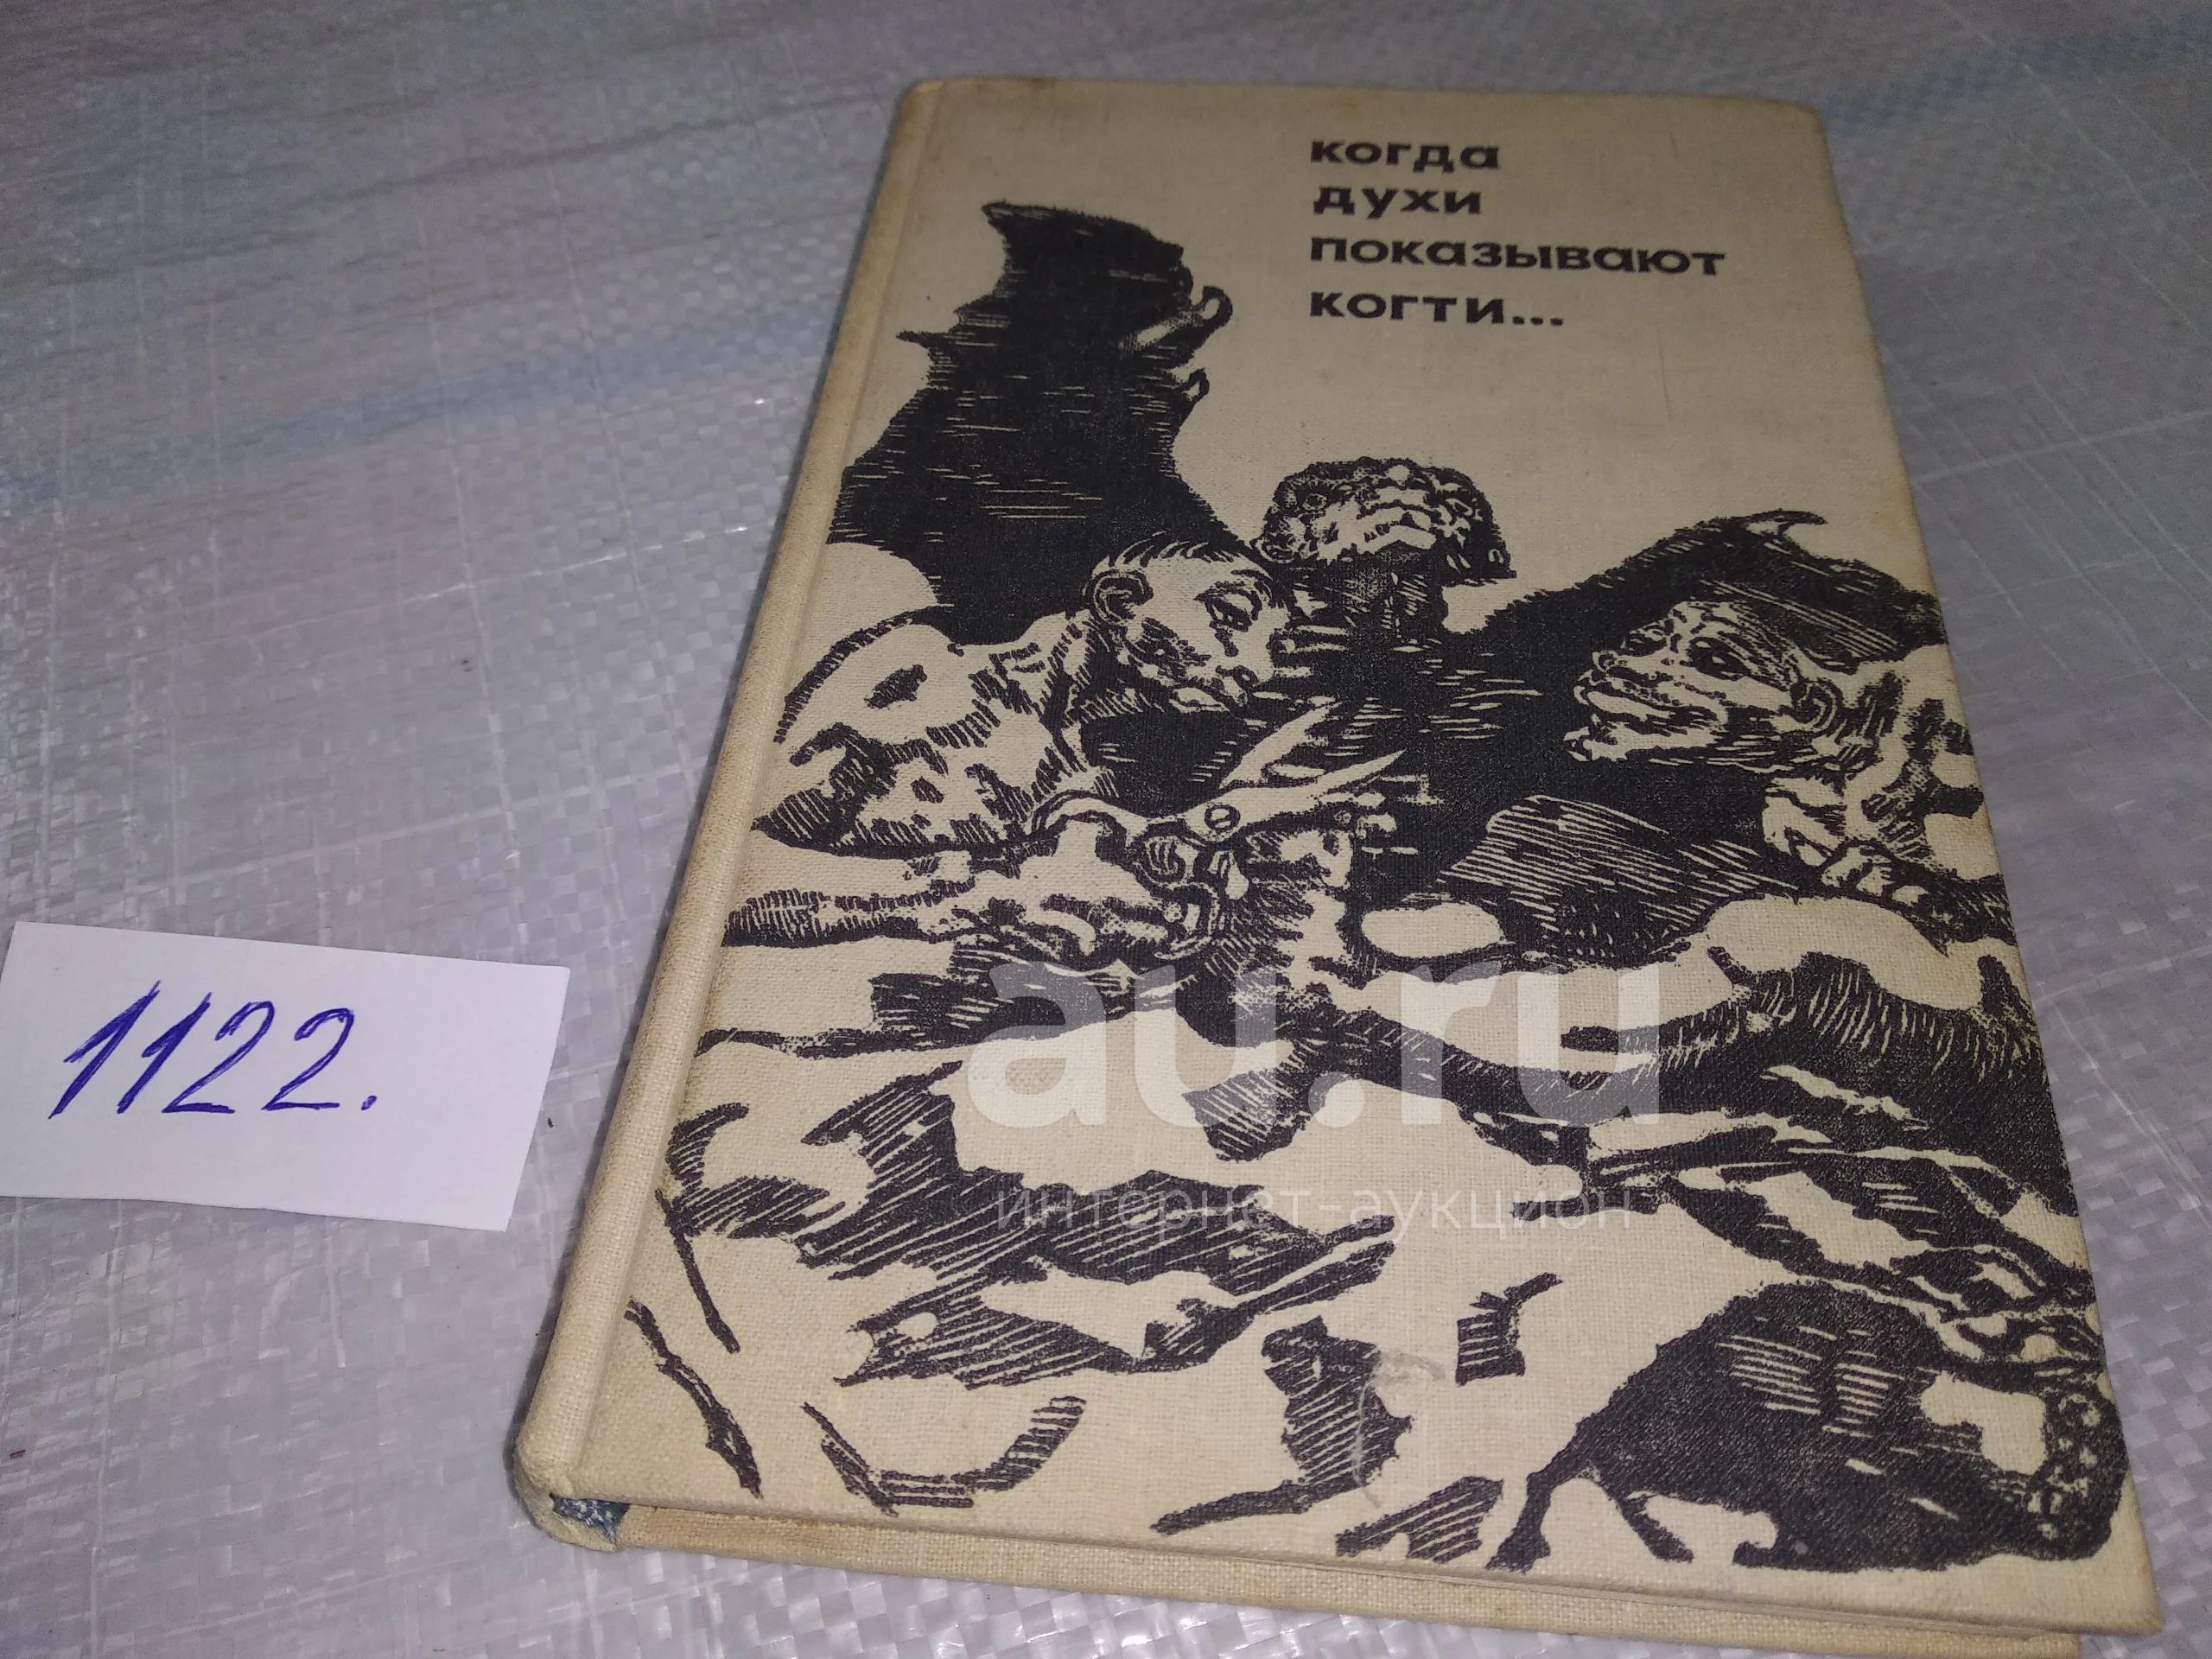 когда
духи
показывают
когти...
1122.
au.ru
интернет-аукцион